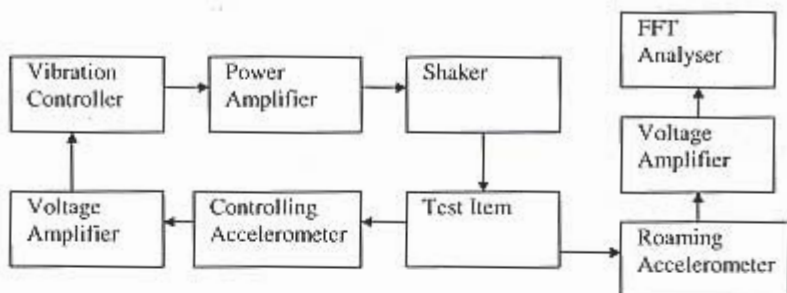 FFT
Analyser
Vibration
Controller
Power
Amplifier
Shaker
Voltage
Amplifier
Voltage
Amplifier
Controlling
Accelerometer
Test Item
Roaming
Accelerometer